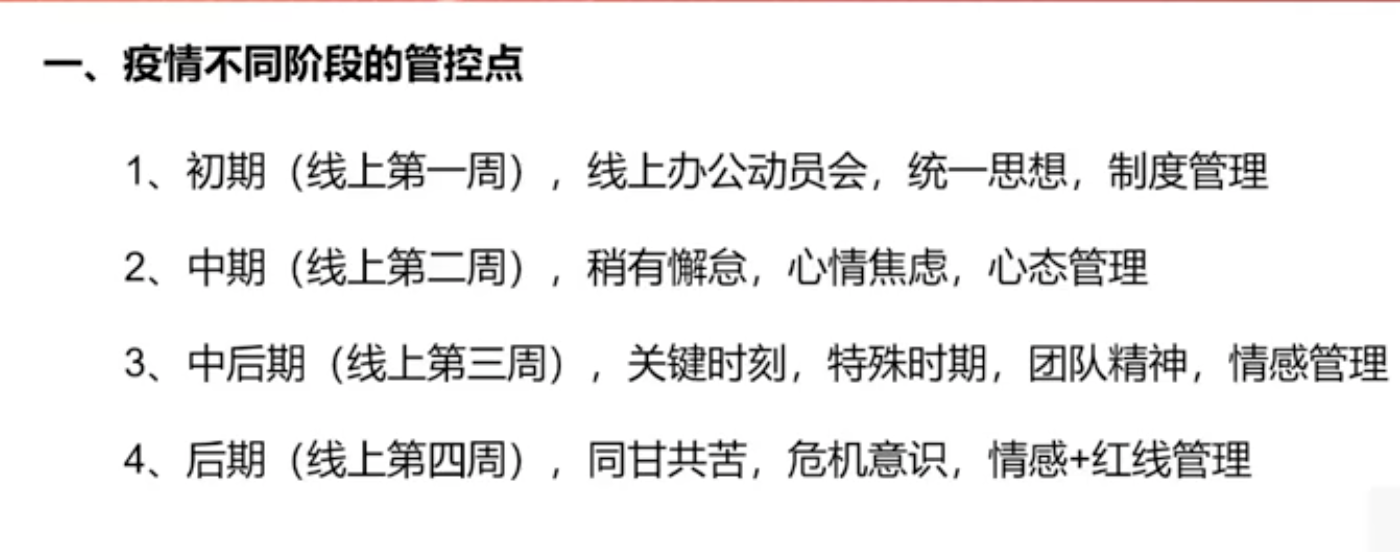 一、疫情不同阶段的管控点
1、初期（线上第一周），线上办公动员会，统一思想，制度管理
2、中期（线上第二周），稍有懈怠，心情焦虑，心态管理
3、中后期（线上第三周），关键时刻，特殊时期，团队精神，情感管理
4、后期（线上第四周），同甘共苦，危机意识，情感+红线管理